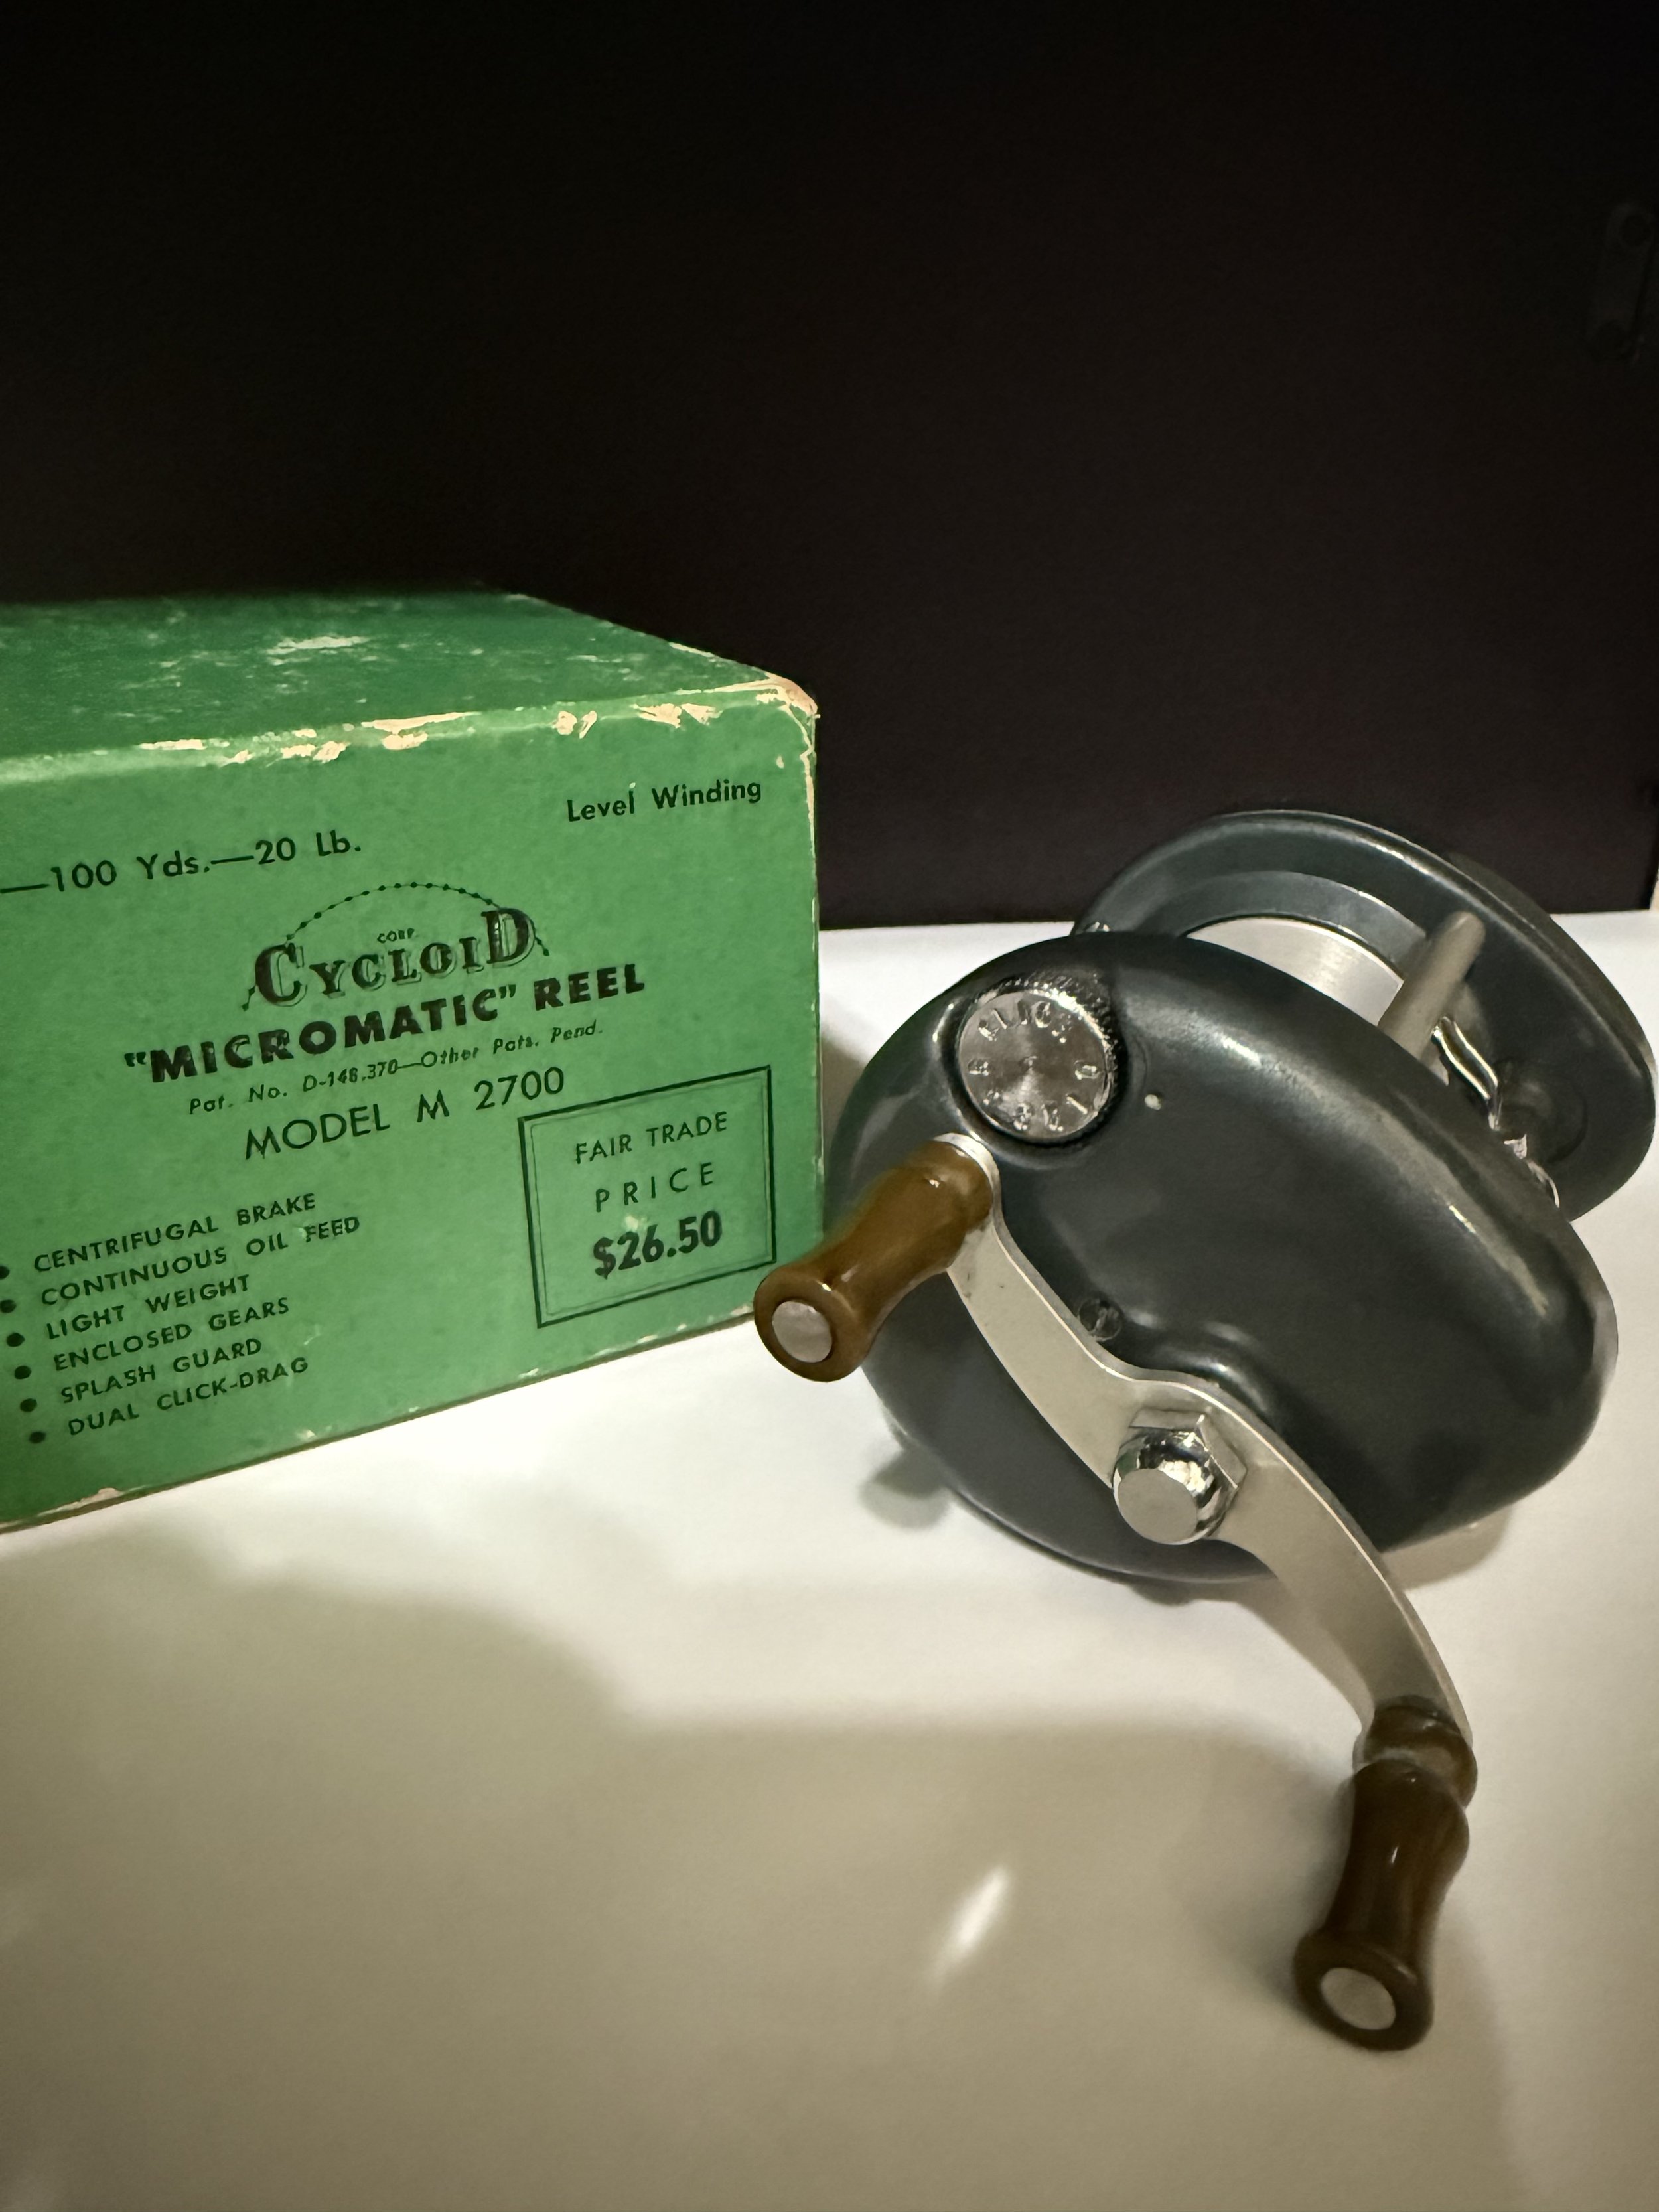 Level Winding
—100 Yds.—20 Lb.
CORP.
CYCLOID
"MICROMATIC" REEL
Pat. No. D-148,370—Other Pats. Pend.
MODEL M 2700
FAIR TRADE
PRICE
$26.50
• CENTRIFUGAL BRAKE
• CONTINUOUS OIL FEED
• LIGHT WEIGHT
• ENCLOSED GEARS
• SPLASH GUARD
• DUAL CLICK-DRAG
CLICK